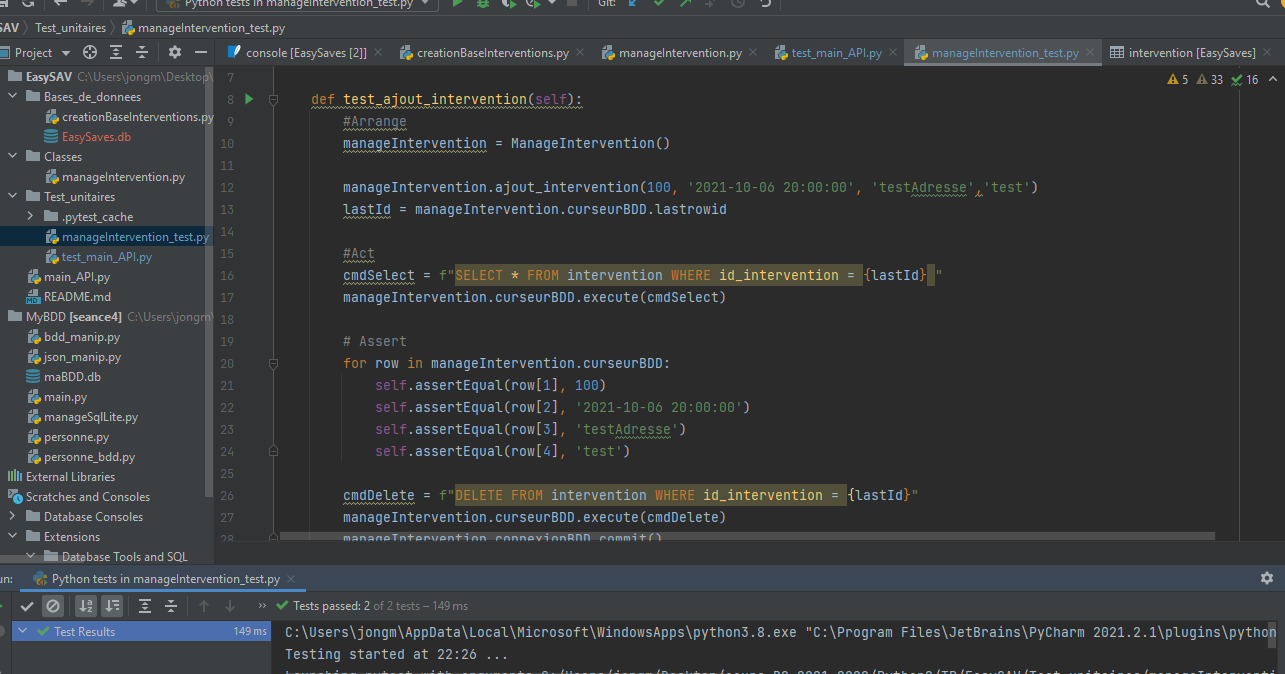 Python tests in manageIntervention_test.py
Git:
SAV
Test_unitaires
manageIntervention_test.py
Project
console [EasySaves [2]]
creationBaseInterventions.py
manageIntervention.py
test_main_API.py
manageIntervention_test.py
intervention [EasySaves]
EasySAV C:\Users\jongm\Desktop\
Bases_de_donnees
creationBaseInterventions.py
EasySaves.db
Classes
manageIntervention.py
Test_unitaires
.pytest_cache
manageIntervention_test.py
test_main_API.py
main_API.py
README.md
MyBDD [seance4] C:\Users\jongm\
bdd_manip.py
json_manip.py
maBDD.db
main.py
manageSqlLite.py
personne.py
personne_bdd.py
External Libraries
Scratches and Consoles
Database Consoles
Extensions
Database Tools and SQL
5 33 16
7
8 def test_ajout_intervention(self):
9 #Arrange
10 manageIntervention = ManageIntervention()
11
12 manageIntervention.ajout_intervention(100, '2021-10-06 20:00:00', 'testAdresse','test')
13 lastId = manageIntervention.curseurBDD.lastrowid
14
15 #Act
16 cmdSelect = f"SELECT * FROM intervention WHERE id_intervention = {lastId} "
17 manageIntervention.curseurBDD.execute(cmdSelect)
18
19 # Assert
20 for row in manageIntervention.curseurBDD:
21 self.assertEqual(row[1], 100)
22 self.assertEqual(row[2], '2021-10-06 20:00:00')
23 self.assertEqual(row[3], 'testAdresse')
24 self.assertEqual(row[4], 'test')
25
26 cmdDelete = f"DELETE FROM intervention WHERE id_intervention = {lastId}"
27 manageIntervention.curseurBDD.execute(cmdDelete)
28 manageIntervention.connexionBDD.commit()
un:
Python tests in manageIntervention_test.py
Tests passed: 2 of 2 tests – 149 ms
Test Results 149 ms
C:\Users\jongm\AppData\Local\Microsoft\WindowsApps\python3.8.exe "C:\Program Files\JetBrains\PyCharm 2021.2.1\plugins\python
Testing started at 22:26 ...